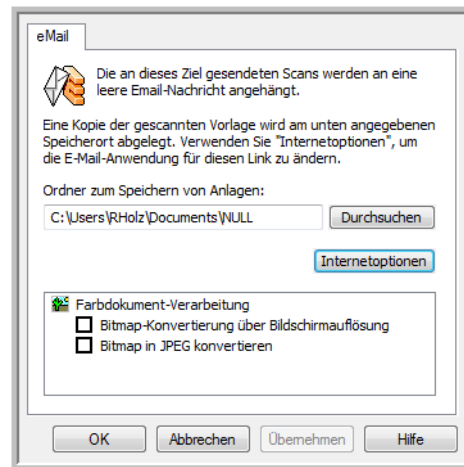 eMail
Die an dieses Ziel gesendeten Scans werden an eine
leere Email-Nachricht angehängt.
Eine Kopie der gescannten Vorlage wird am unten angegebenen
Speicherort abgelegt. Verwenden Sie "Internetoptionen", um
die E-Mail-Anwendung für diesen Link zu ändern.
Ordner zum Speichern von Anlagen:
C:\Users\RHolz\Documents\NULL Durchsuchen
Internetoptionen
Farbdokument-Verarbeitung
Bitmap-Konvertierung über Bildschirmauflösung
Bitmap in JPEG konvertieren
OK Abbrechen Übernehmen Hilfe